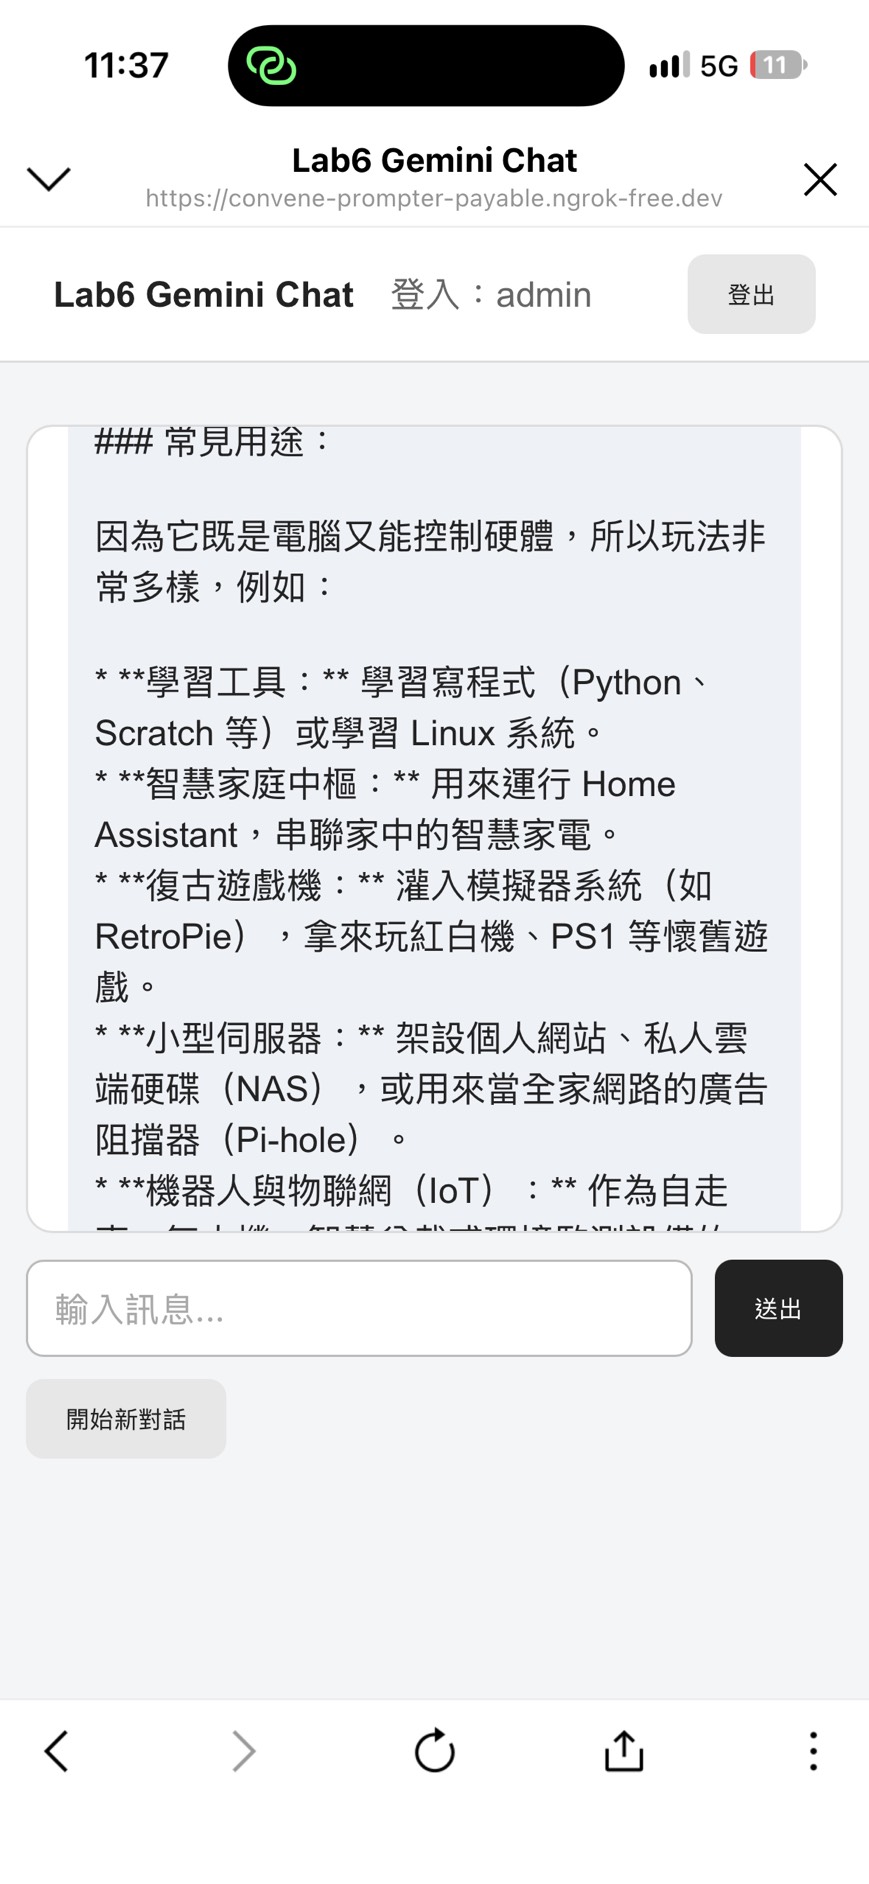 11:37
5G
11
Lab6 Gemini Chat
https://convene-prompter-payable.ngrok-free.dev
Lab6 Gemini Chat 登入：admin 登出
### 常見用途：
因為它既是電腦又能控制硬體，所以玩法非
常多樣，例如：
* **學習工具：** 學習寫程式（Python、
Scratch 等）或學習 Linux 系統。
* **智慧家庭中樞：** 用來運行 Home
Assistant，串聯家中的智慧家電。
* **復古遊戲機：** 灌入模擬器系統（如
RetroPie），拿來玩紅白機、PS1 等懷舊遊
戲。
* **小型伺服器：** 架設個人網站、私人雲
端硬碟（NAS），或用來當全家網路的廣告
阻擋器（Pi-hole）。
* **機器人與物聯網（IoT）：** 作為自走
輸入訊息...
送出
開始新對話